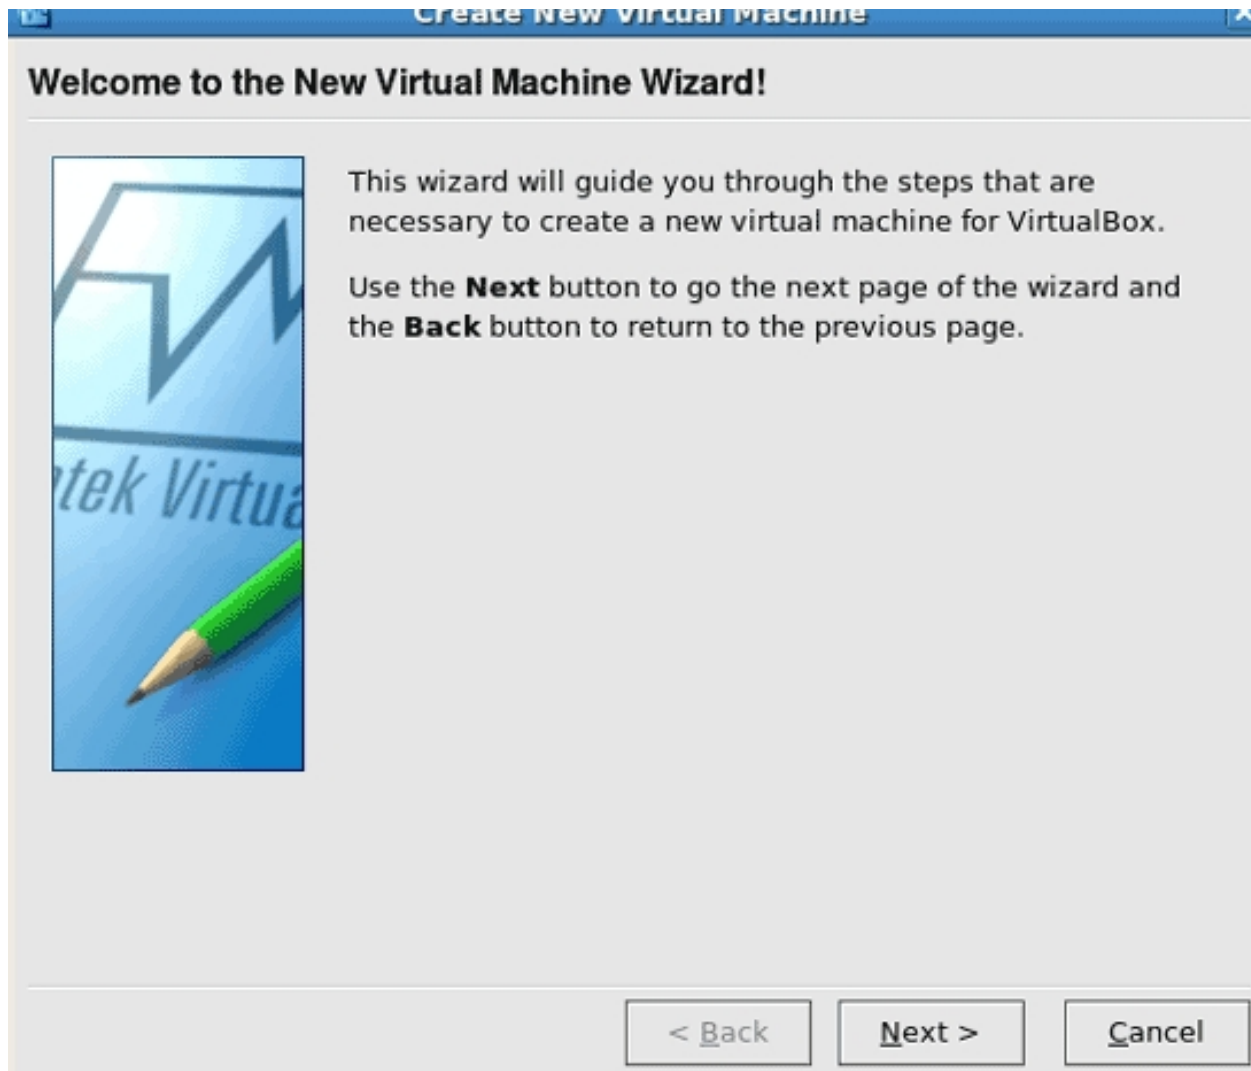 Create New Virtual Machine
Welcome to the New Virtual Machine Wizard!
This wizard will guide you through the steps that are
necessary to create a new virtual machine for VirtualBox.
Use the Next button to go the next page of the wizard and
the Back button to return to the previous page.
tek Virtua
< Back
Next >
Cancel